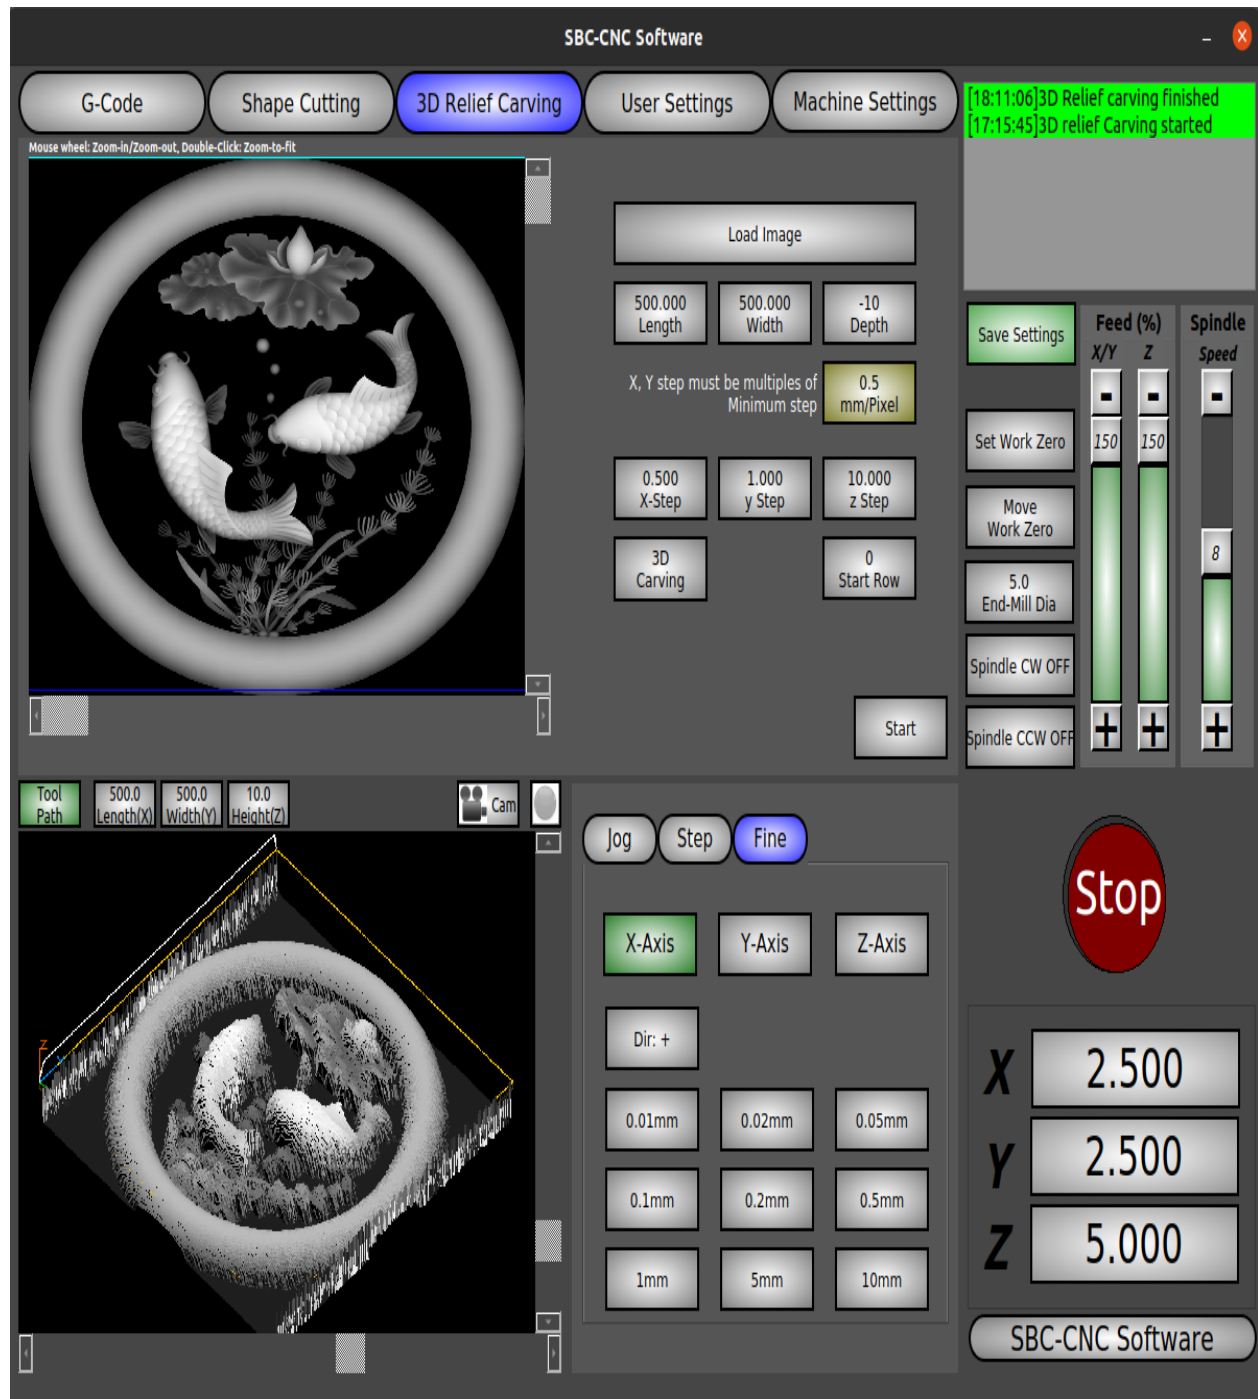 SBC-CNC Software
G-Code
Shape Cutting
3D Relief Carving
User Settings
Machine Settings
[18:11:06]3D Relief carving finished
[17:15:45]3D relief Carving started
Mouse wheel: Zoom-in/Zoom-out, Double-Click: Zoom-to-fit
Load Image
500.000
Length
500.000
Width
-10
Depth
X, Y step must be multiples of
Minimum step
0.5
mm/Pixel
0.500
X-Step
1.000
y Step
10.000
z Step
3D
Carving
0
Start Row
Start
Save Settings
Set Work Zero
Move
Work Zero
5.0
End-Mill Dia
Spindle CW OFF
Spindle CCW OFF
Feed (%)
X/Y
Z
-
-
150
150
+
+
Spindle
Speed
-
8
+
Tool
Path
500.0
Length(X)
500.0
Width(Y)
10.0
Height(Z)
Cam
Z
Y
Jog
Step
Fine
X-Axis
Y-Axis
Z-Axis
Dir: +
0.01mm
0.02mm
0.05mm
0.1mm
0.2mm
0.5mm
1mm
5mm
10mm
Stop
X 2.500
Y 2.500
Z 5.000
SBC-CNC Software